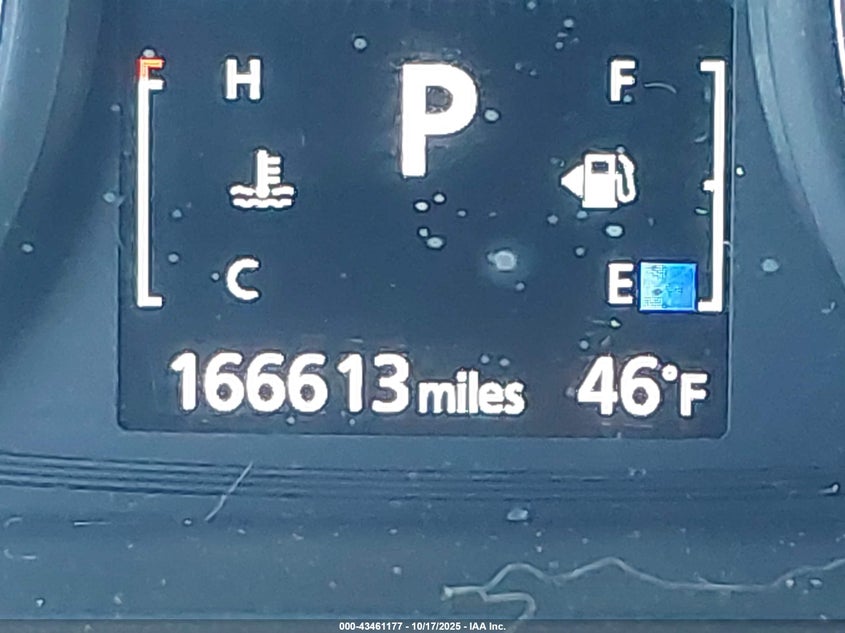 H P F
C E
166613 miles 46°F
000-43461177 - 10/17/2025 - IAA Inc.